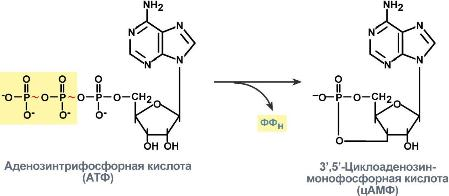 NH₂
NH₂
N
N
N
N
N
N
N
N
O
O
O
⁻O-P-O~P-O~P-O-CH₂
O
O-
O-
O-
OH OH
ФФн
O-CH₂
O
⁻O-P
O
O
OH
Аденозинтрифосфорная кислота
(АТФ)
3',5'-Циклоаденозин-
монофосфорная кислота
(цАМФ)